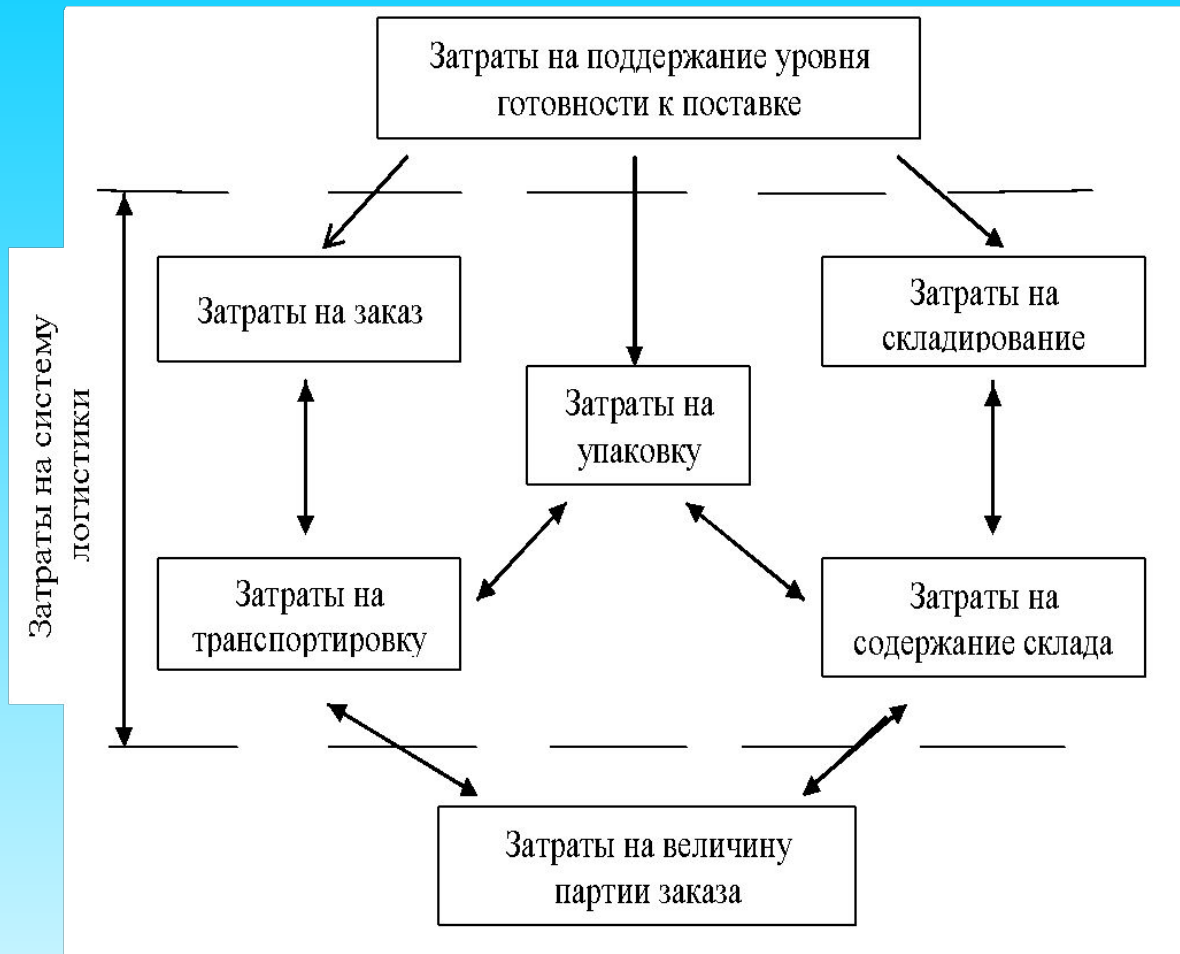 Затраты на поддержание уровня
готовности к поставке
Затраты на систему
логистики
Затраты на заказ
Затраты на
складирование
Затраты на
упаковку
Затраты на
транспортировку
Затраты на
содержание склада
Затраты на величину
партии заказа